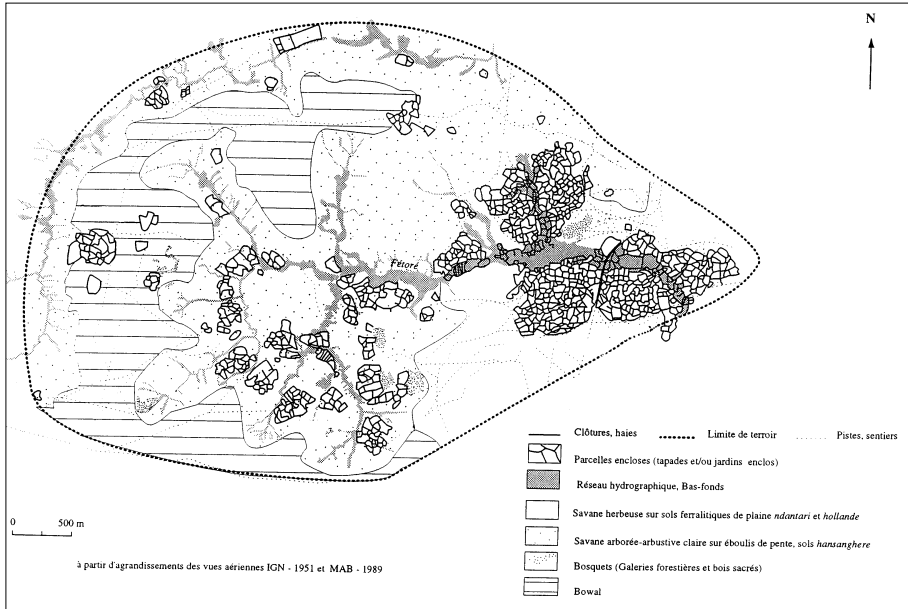 N
Fétoré
Clôtures, haies
Limite de terroir
Pistes, sentiers
Parcelles encloses (tapades et/ou jardins enclos)
Réseau hydrographique, Bas-fonds
Savane herbeuse sur sols ferralitiques de plaine ndantari et hollande
Savane arborée-arbustive claire sur éboulis de pente, sols hansanghere
Bosquets (Galeries forestières et bois sacrés)
Bowal
0 500 m
à partir d'agrandissements des vues aériennes IGN - 1951 et MAB - 1989